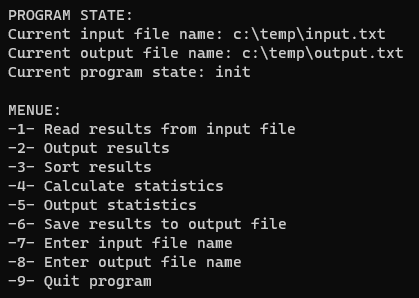 PROGRAM STATE:
Current input file name: c:\temp\input.txt
Current output file name: c:\temp\output.txt
Current program state: init

MENUE:
-1- Read results from input file
-2- Output results
-3- Sort results
-4- Calculate statistics
-5- Output statistics
-6- Save results to output file
-7- Enter input file name
-8- Enter output file name
-9- Quit program